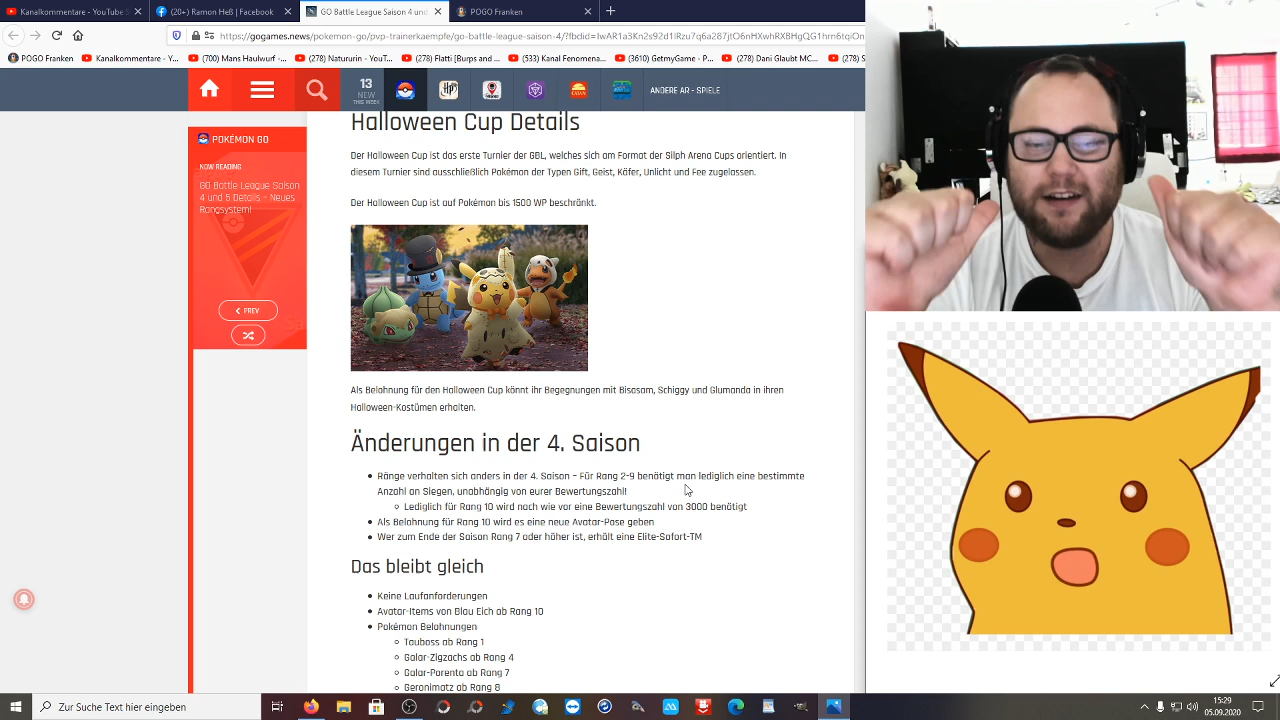 Kanalkommentare - YouTube S
(20+) Ramon Heß | Facebook
GO Battle League Saison 4 und
POGO Franken
https://gogames.news/pokemon-go/pvp-trainerkaempfe/go-battle-league-saison-4/?fbclid=
POGO Franken
Kanalkommentare - Y...
(700) Mans Haulwurf -...
(278) Natururin - YouT...
(278) Flatti [Burps and ...
(533) Kanal Fenomena...
(3610) GetmyGame - P...
(278) Dani Glaubt MC...
(278) S
13
NEW
THIS WEEK
ANDERE AR - SPIELE
POKÉMON GO
NOW READING
GO Battle League Saison
4 und 5 Details – Neues
Rangsystem!
PREV
Halloween Cup Details
Der Halloween Cup ist das erste Turnier der GBL, welches sich am Format der Silph Arena Cups orientiert. In
diesem Turnier sind ausschließlich Pokémon der Typen Gift, Geist, Käfer, Unlicht und Fee zugelassen.
Der Halloween Cup ist auf Pokémon bis 1500 WP beschränkt.
Als Belohnung für den Halloween Cup könnt ihr Begegnungen mit Bisasam, Schiggy und Glumanda in ihren
Halloween-Kostümen erhalten.
Änderungen in der 4. Saison
Ränge verhalten sich anders in der 4. Saison – Für Rang 2-9 benötigt man lediglich eine bestimmte
Anzahl an Siegen, unabhängig von eurer Bewertungszahl!
Lediglich für Rang 10 wird nach wie vor eine Bewertungszahl von 3000 benötigt
Als Belohnung für Rang 10 wird es eine neue Avatar-Pose geben
Wer zum Ende der Saison Rang 7 oder höher ist, erhält eine Elite-Sofort-TM
Das bleibt gleich
Keine Laufanforderungen
Avatar-Items von Blau Eich ab Rang 10
Pokémon Belohnungen
Tauboss ab Rang 1
Galar-Zigzachs ab Rang 4
Galar-Porenta ab Rang 7
Geronimatz ab Rang 8
Zur Suche Text hier eingeben
15:29
05.09.2020